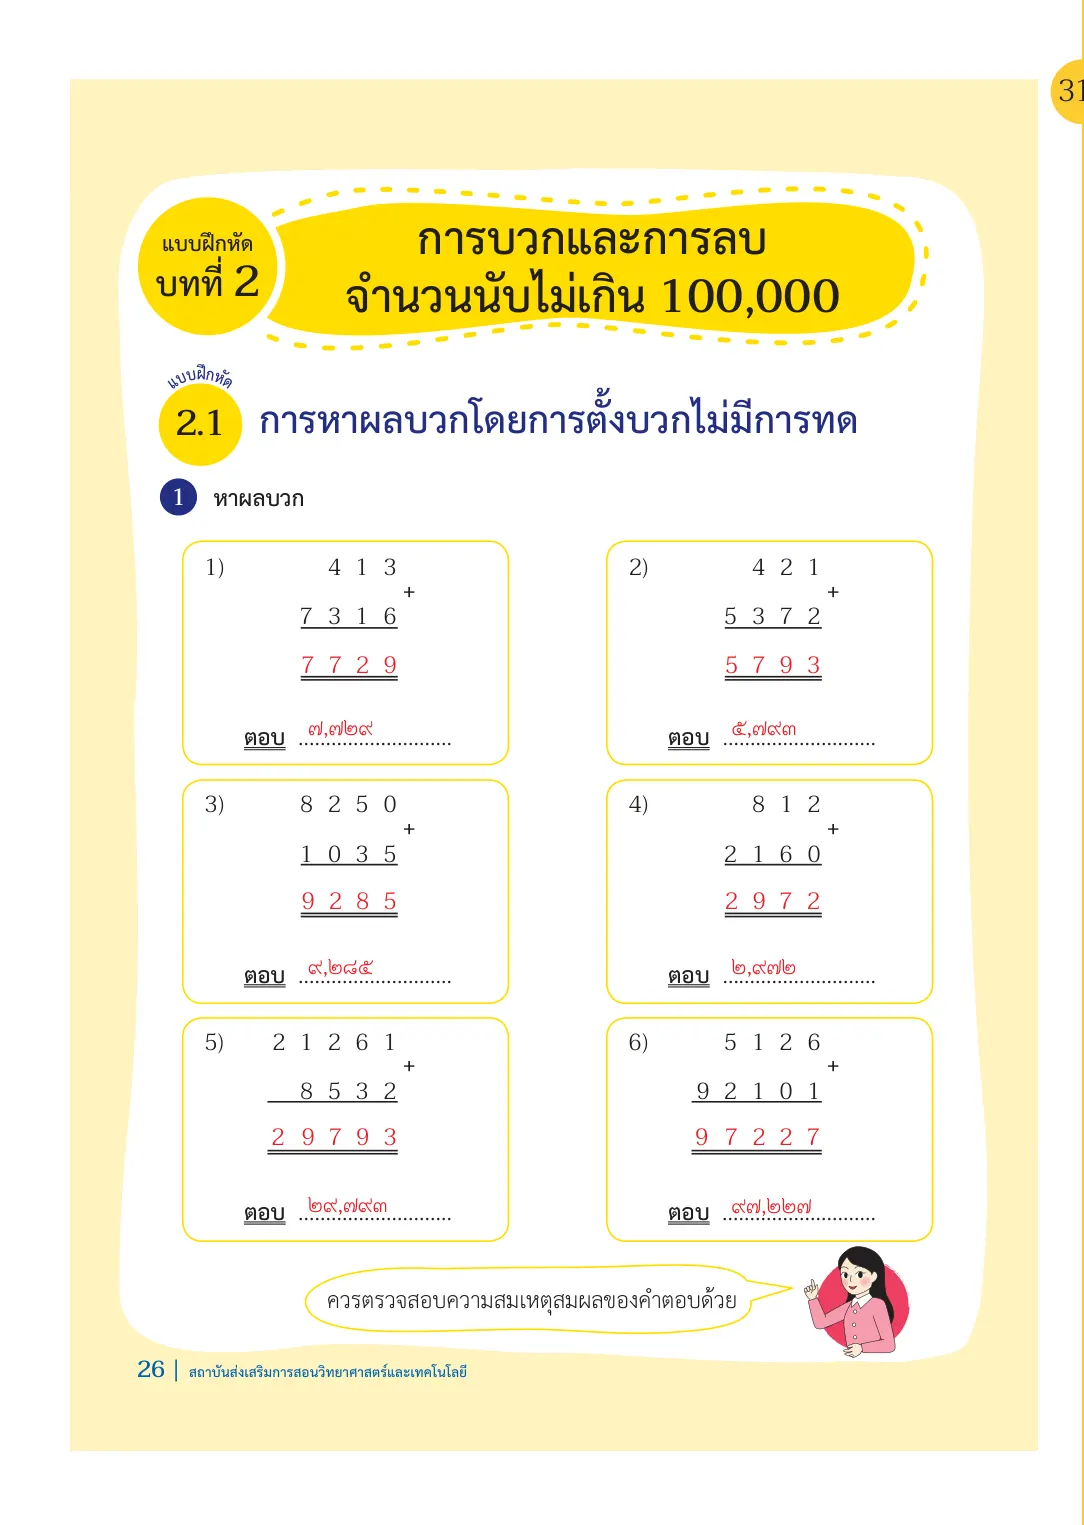 31
แบบฝึกหัด
บทที่ 2
การบวกและการลบ
จำนวนนับไม่เกิน 100,000
แบบฝึกหัด
2.1
การหาผลบวกโดยการตั้งบวกไม่มีการทด
1 หาผลบวก
1) 4 1 3
+
7 3 1 6
7 7 2 9
ตอบ ๗,๗๒๙
2) 4 2 1
+
5 3 7 2
5 7 9 3
ตอบ ๕,๗๙๓
3) 8 2 5 0
+
1 0 3 5
9 2 8 5
ตอบ ๙,๒๘๕
4) 8 1 2
+
2 1 6 0
2 9 7 2
ตอบ ๒,๙๗๒
5) 2 1 2 6 1
+
8 5 3 2
2 9 7 9 3
ตอบ ๒๙,๗๙๓
6) 5 1 2 6
+
9 2 1 0 1
9 7 2 2 7
ตอบ ๙๗,๒๒๗
ควรตรวจสอบความสมเหตุสมผลของคำตอบด้วย
26 | สถาบันส่งเสริมการสอนวิทยาศาสตร์และเทคโนโลยี